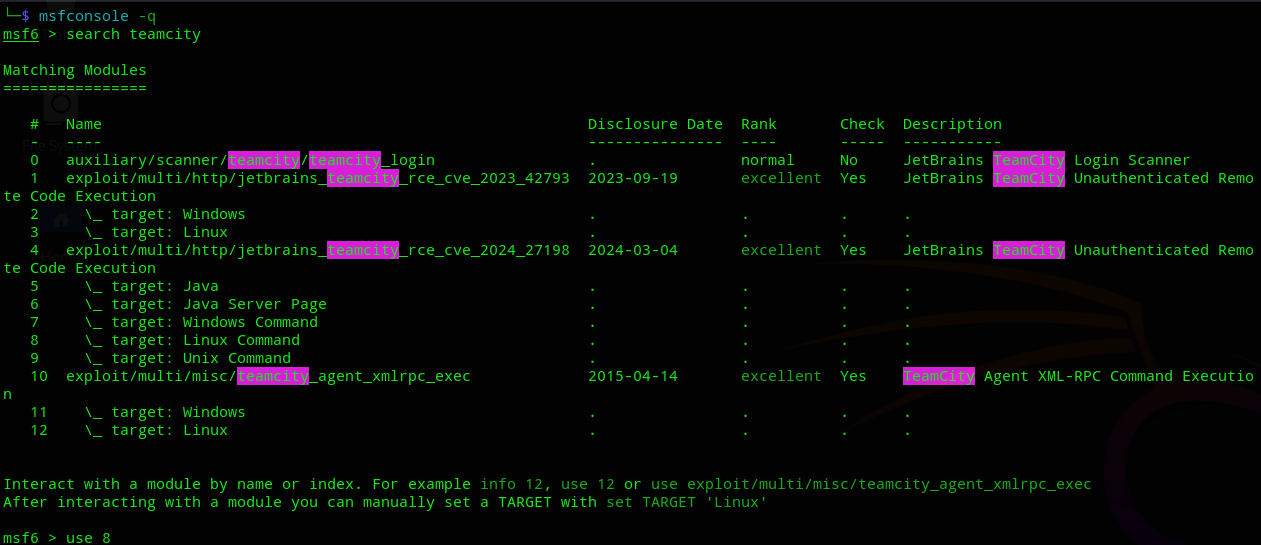 └─$ msfconsole -q
msf6 > search teamcity
Matching Modules
================
#   Name   Disclosure Date   Rank   Check   Description
-   ----   ---------------   ----   -----   -----------
0   auxiliary/scanner/teamcity/teamcity_login   .   normal   No   JetBrains TeamCity Login Scanner
1   exploit/multi/http/jetbrains_teamcity_rce_cve_2023_42793   2023-09-19   excellent   Yes   JetBrains TeamCity Unauthenticated Remo
te Code Execution
2   \_ target: Windows   .   .   .   .
3   \_ target: Linux   .   .   .   .
4   exploit/multi/http/jetbrains_teamcity_rce_cve_2024_27198   2024-03-04   excellent   Yes   JetBrains TeamCity Unauthenticated Remo
te Code Execution
5   \_ target: Java   .   .   .   .
6   \_ target: Java Server Page   .   .   .   .
7   \_ target: Windows Command   .   .   .   .
8   \_ target: Linux Command   .   .   .   .
9   \_ target: Unix Command   .   .   .   .
10   exploit/multi/misc/teamcity_agent_xmlrpc_exec   2015-04-14   excellent   Yes   TeamCity Agent XML-RPC Command Executio
n
11   \_ target: Windows   .   .   .   .
12   \_ target: Linux   .   .   .   .
Interact with a module by name or index. For example info 12, use 12 or use exploit/multi/misc/teamcity_agent_xmlrpc_exec
After interacting with a module you can manually set a TARGET with set TARGET 'Linux'
msf6 > use 8